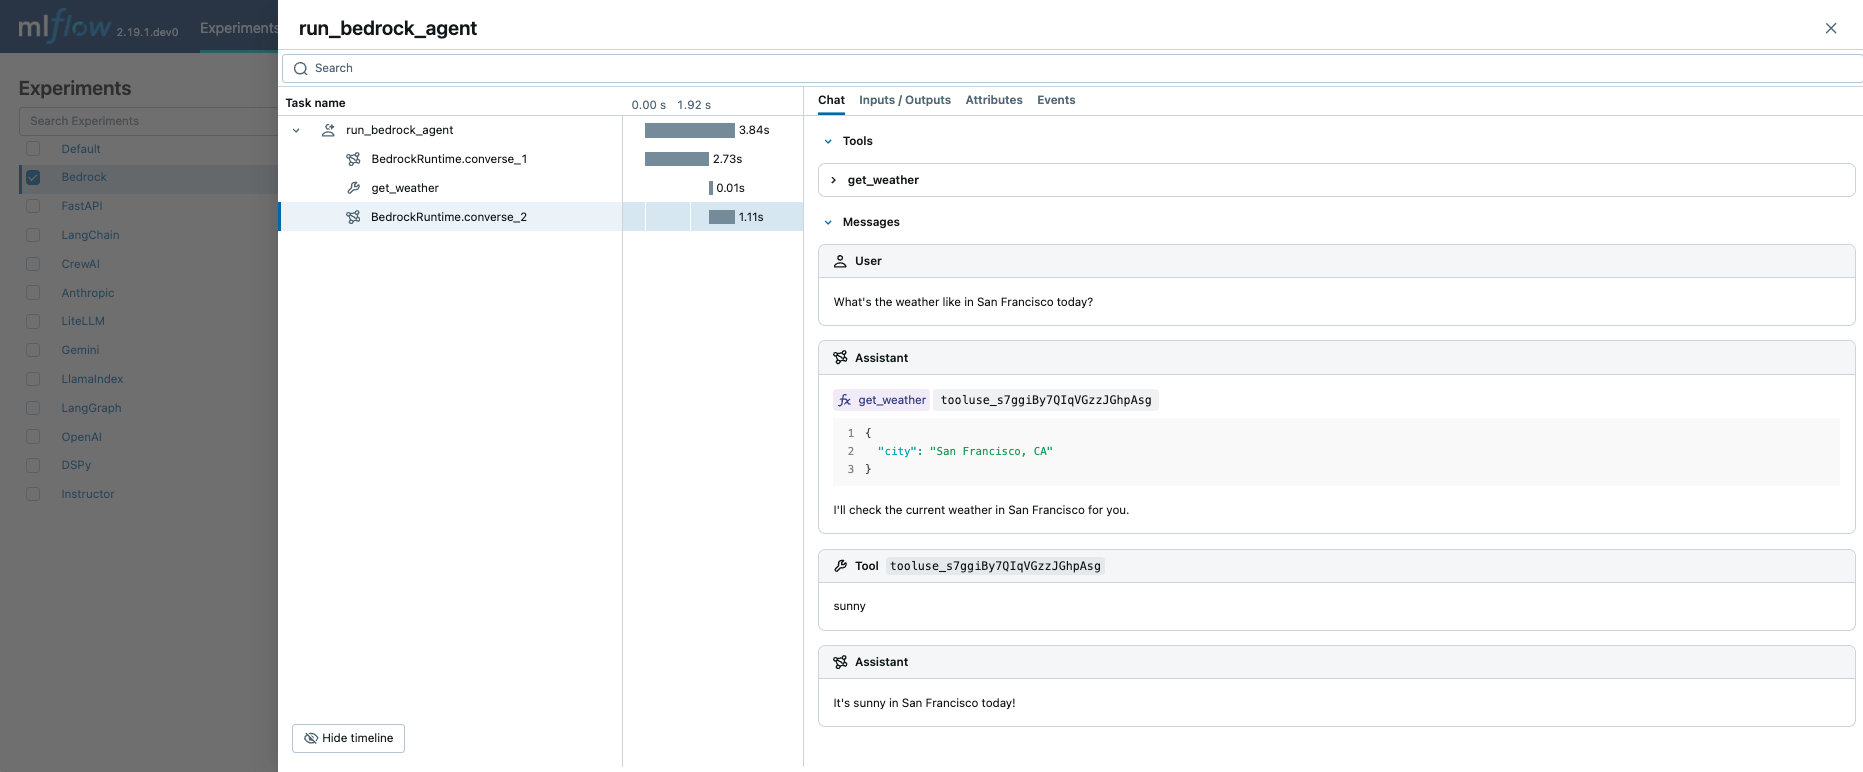 mlflow 2.19.1.dev0
Experiments
Experiments
Search Experiments
Default
Bedrock
FastAPI
LangChain
CrewAI
Anthropic
LiteLLM
Gemini
LlamaIndex
LangGraph
OpenAI
DSPy
Instructor
run_bedrock_agent
Search
Task name
0.00 s 1.92 s
run_bedrock_agent 3.84s
BedrockRuntime.converse_1 2.73s
get_weather 0.01s
BedrockRuntime.converse_2 1.11s
Hide timeline
Chat Inputs / Outputs Attributes Events
Tools
get_weather
Messages
User
What's the weather like in San Francisco today?
Assistant
fx get_weather tooluse_s7ggiBy7QIqVGzzJGhpAsg
1 {
2 "city": "San Francisco, CA"
3 }
I'll check the current weather in San Francisco for you.
Tool tooluse_s7ggiBy7QIqVGzzJGhpAsg
sunny
Assistant
It's sunny in San Francisco today!